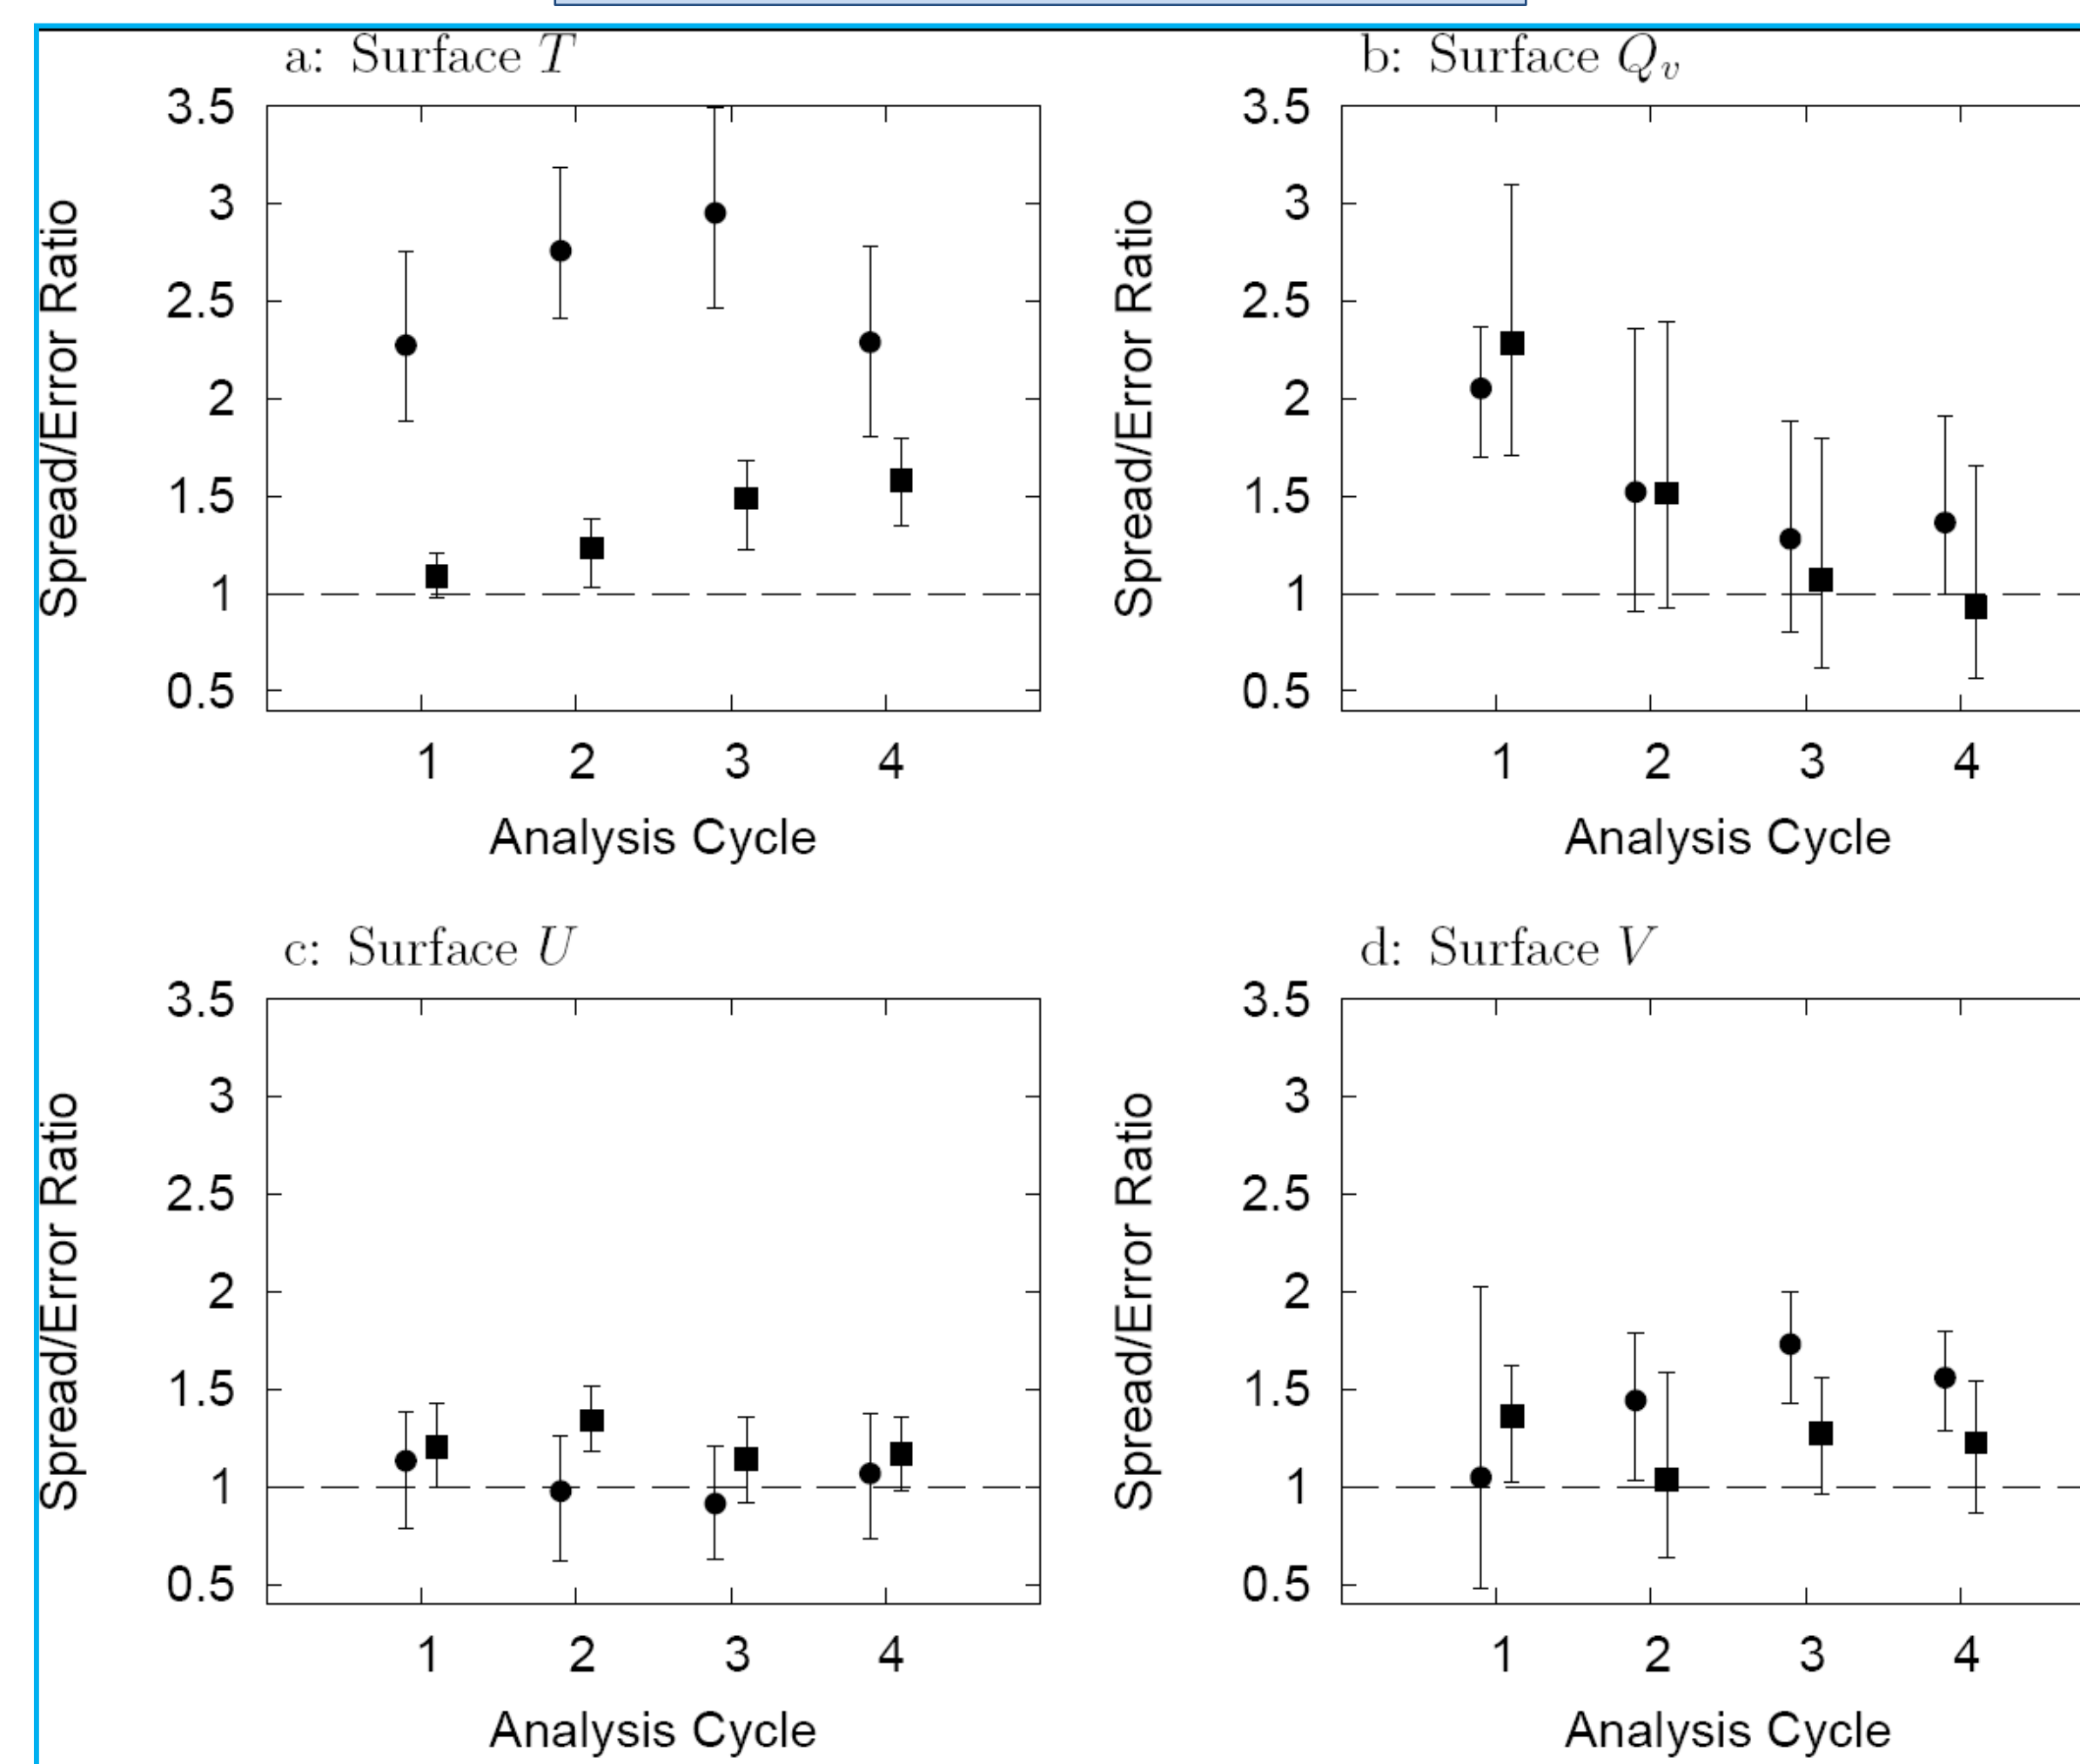 a: Surface T
3.5
3
2.5
2
1.5
1
0.5
Spread/Error Ratio
1 2 3 4
Analysis Cycle
b: Surface Qv
3.5
3
2.5
2
1.5
1
0.5
Spread/Error Ratio
1 2 3 4
Analysis Cycle
c: Surface U
3.5
3
2.5
2
1.5
1
0.5
Spread/Error Ratio
1 2 3 4
Analysis Cycle
d: Surface V
3.5
3
2.5
2
1.5
1
0.5
Spread/Error Ratio
1 2 3 4
Analysis Cycle